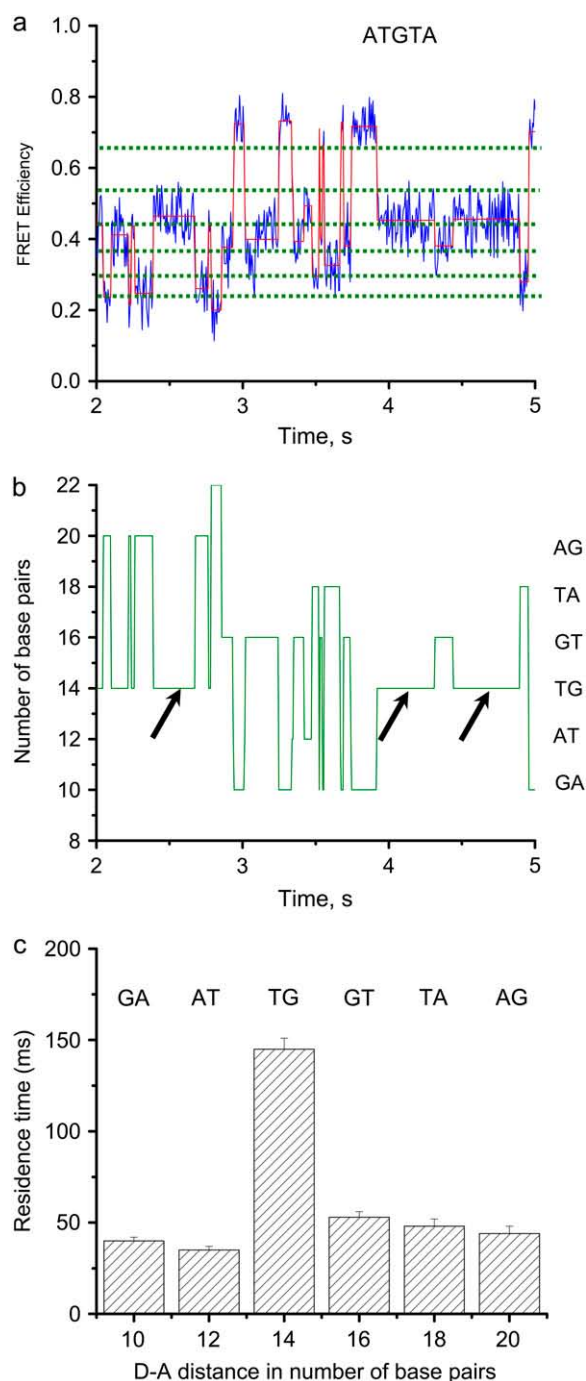 a
ATGTA
1.0
0.8
0.6
0.4
0.2
0.0
FRET Efficiency
2 3 4 5
Time, s
b
22
20
18
16
14
12
10
8
Number of base pairs
AG
TA
GT
TG
AT
GA
2 3 4 5
Time, s
c
200
150
100
50
0
Residence time (ms)
GA AT TG GT TA AG
10 12 14 16 18 20
D-A distance in number of base pairs